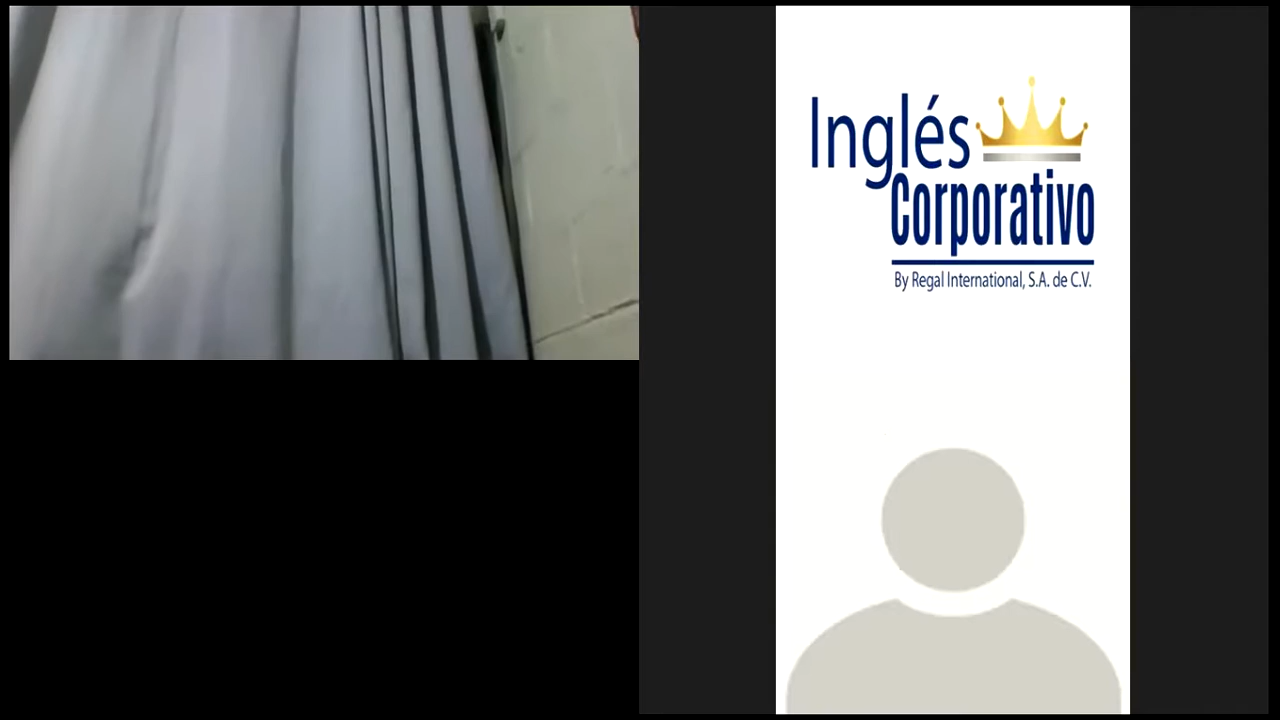 Inglés
Corporativo
By Regal International, S.A. de C.V.